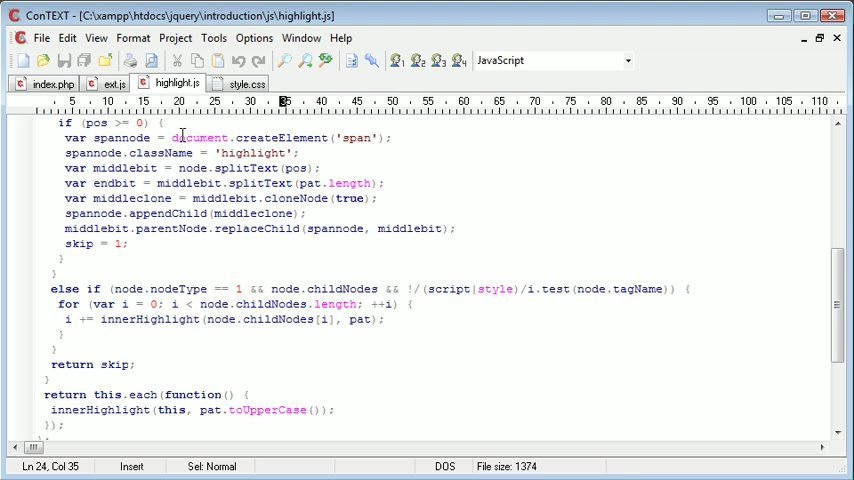 ConTEXT - [C:\xampp\htdocs\jquery\introduction\js\highlight.js]
File Edit View Format Project Tools Options Window Help
1 2 3 4 JavaScript
index.php ext.js highlight.js style.css
5 10 15 20 25 30 35 40 45 50 55 60 65 70 75 80 85 90 95 100 105 110
if (pos >= 0) {
var spannode = document.createElement('span');
spannode.className = 'highlight';
var middlebit = node.splitText(pos);
var endbit = middlebit.splitText(pat.length);
var middleclone = middlebit.cloneNode(true);
spannode.appendChild(middleclone);
middlebit.parentNode.replaceChild(spannode, middlebit);
skip = 1;
}
}
else if (node.nodeType == 1 && node.childNodes && !/(script|style)/i.test(node.tagName)) {
for (var i = 0; i < node.childNodes.length; ++i) {
i += innerHighlight(node.childNodes[i], pat);
}
}
return skip;
}
return this.each(function() {
innerHighlight(this, pat.toUpperCase());
});
Ln 24, Col 35 Insert Sel: Normal DOS File size: 1374